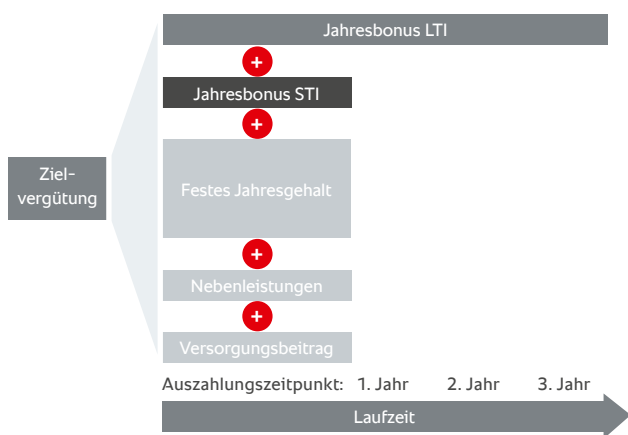 Jahresbonus LTI
+
Jahresbonus STI
+
Ziel-
vergütung
Festes Jahresgehalt
+
Nebenleistungen
+
Versorgungsbeitrag
Auszahlungszeitpunkt: 1. Jahr 2. Jahr 3. Jahr
Laufzeit